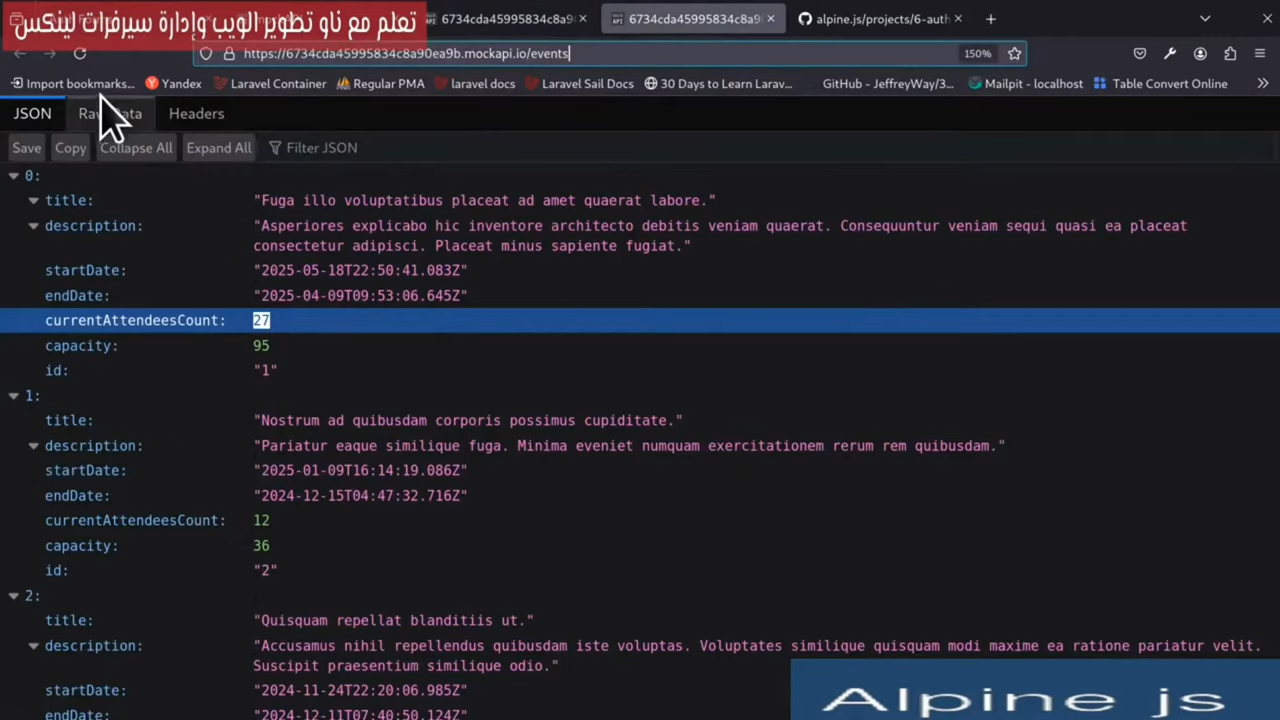 تعلم مع ناو تطوير الويب وإدارة سيرفرات لينكس
6734cda45995834c8a9
6734cda45995834c8a9
alpine.js/projects/6-auth
https://6734cda45995834c8a90ea9b.mockapi.io/events
150%
Import bookmarks...
Yandex
Laravel Container
Regular PMA
laravel docs
Laravel Sail Docs
30 Days to Learn Larav...
GitHub - JeffreyWay/3...
Mailpit - localhost
Table Convert Online
JSON
Headers
Save
Copy
Collapse All
Expand All
Filter JSON
0:
title: "Fuga illo voluptatibus placeat ad amet quaerat labore."
description: "Asperiores explicabo hic inventore architecto debitis veniam quaerat. Consequuntur veniam sequi quasi ea placeat
consectetur adipisci. Placeat minus sapiente fugiat."
startDate: "2025-05-18T22:50:41.083Z"
endDate: "2025-04-09T09:53:06.645Z"
currentAttendeesCount: 27
capacity: 95
id: "1"
1:
title: "Nostrum ad quibusdam corporis possimus cupiditate."
description: "Pariatur eaque similique fuga. Minima eveniet numquam exercitationem rerum rem quibusdam."
startDate: "2025-01-09T16:14:19.086Z"
endDate: "2024-12-15T04:47:32.716Z"
currentAttendeesCount: 12
capacity: 36
id: "2"
2:
title: "Quisquam repellat blanditiis ut."
description: "Accusamus nihil repellendus quibusdam iste voluptas. Voluptates similique quisquam modi maxime ea ratione pariatur velit.
Suscipit praesentium similique odio."
startDate: "2024-11-24T22:20:06.985Z"
endDate: "2024-12-11T07:40:50.124Z"
Alpine js